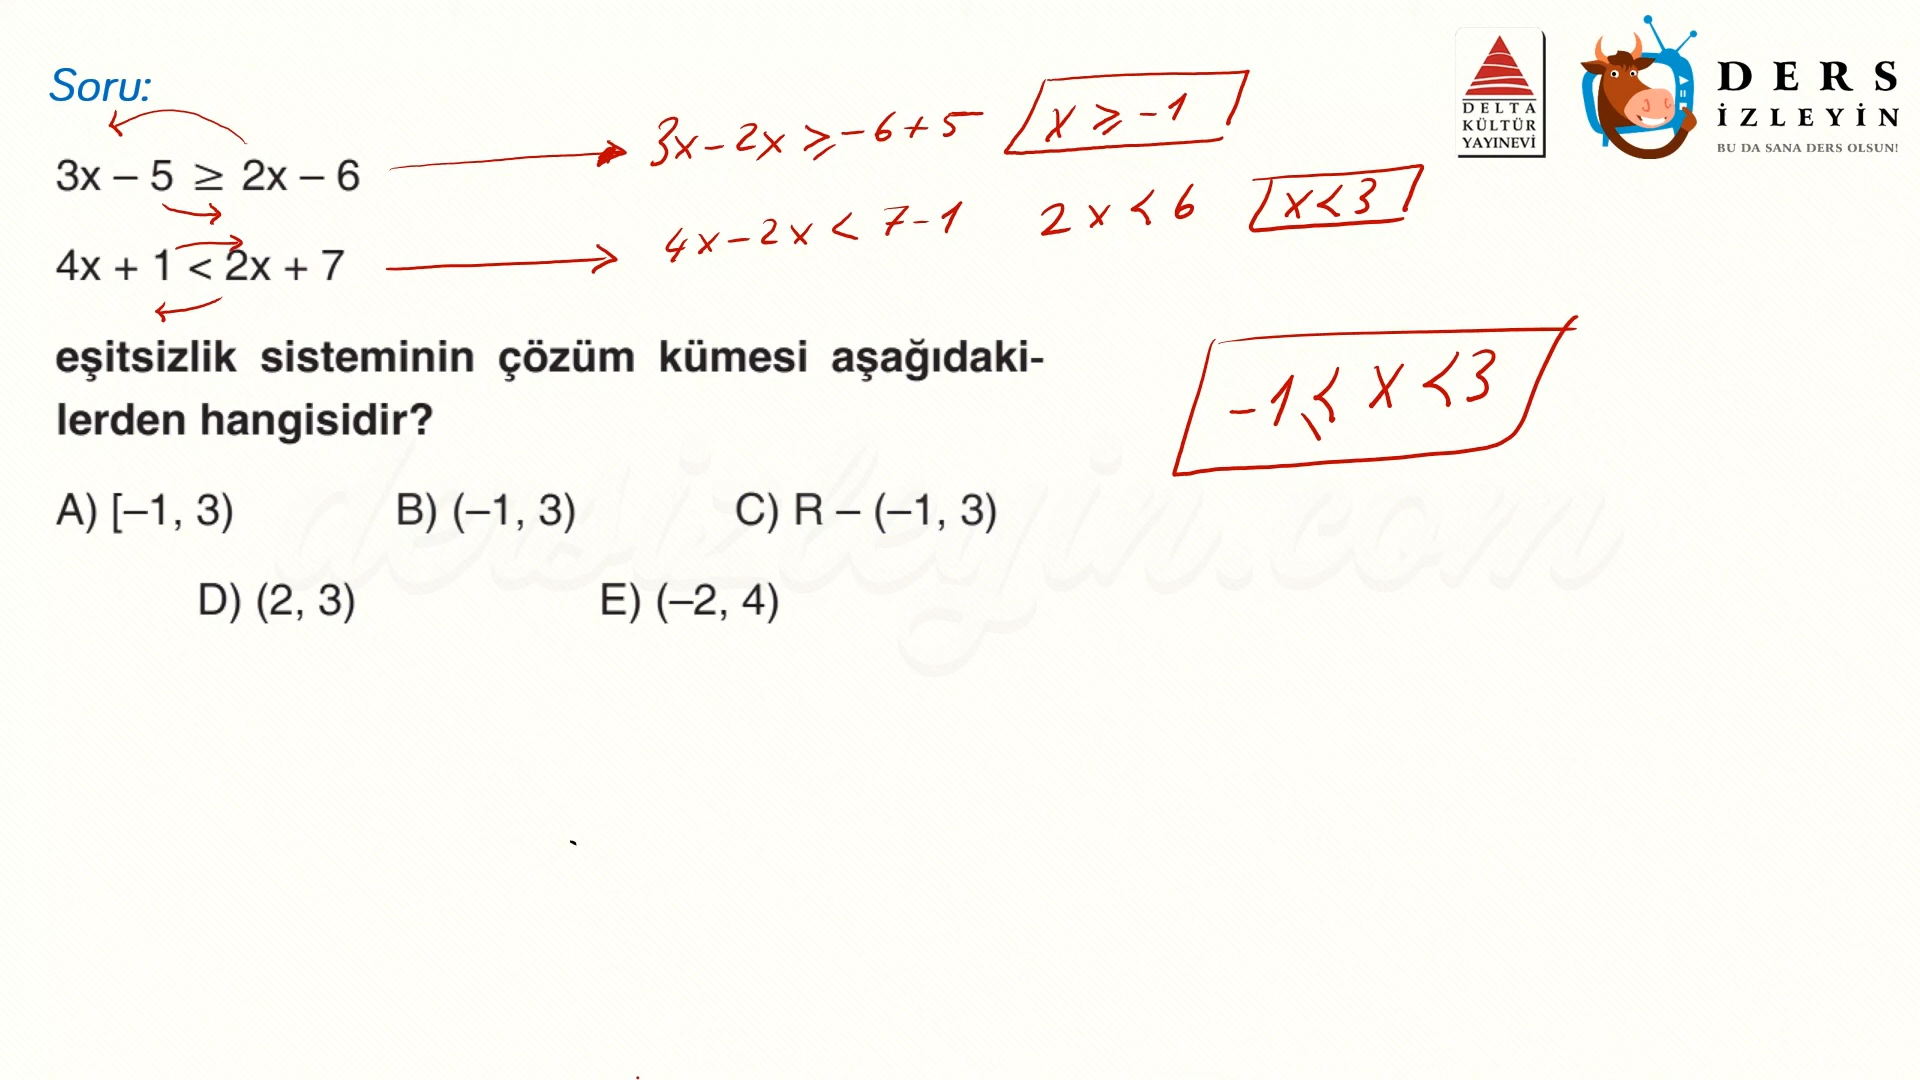 Soru:
3x – 5 ≥ 2x – 6
3x-2x ≥ -6+5
x ≥ -1
4x + 1 < 2x + 7
4x-2x < 7-1
2x < 6
x<3
eşitsizlik sisteminin çözüm kümesi aşağıdaki-
lerden hangisidir?
-1 ≤ x < 3
A) [–1, 3)
B) (–1, 3)
C) R – (–1, 3)
D) (2, 3)
E) (–2, 4)
DELTA
KÜLTÜR
YAYINEVİ
DERS
İZLEYİN
BU DA SANA DERS OLSUN!
dersizleyin.com